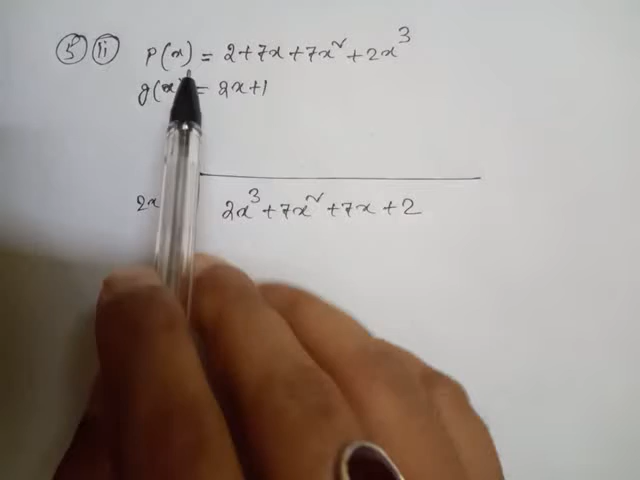 5 ii p(x) = 2+7x+7x²+2x³
g(x) = 2x+1
2x 2x³+7x²+7x+2